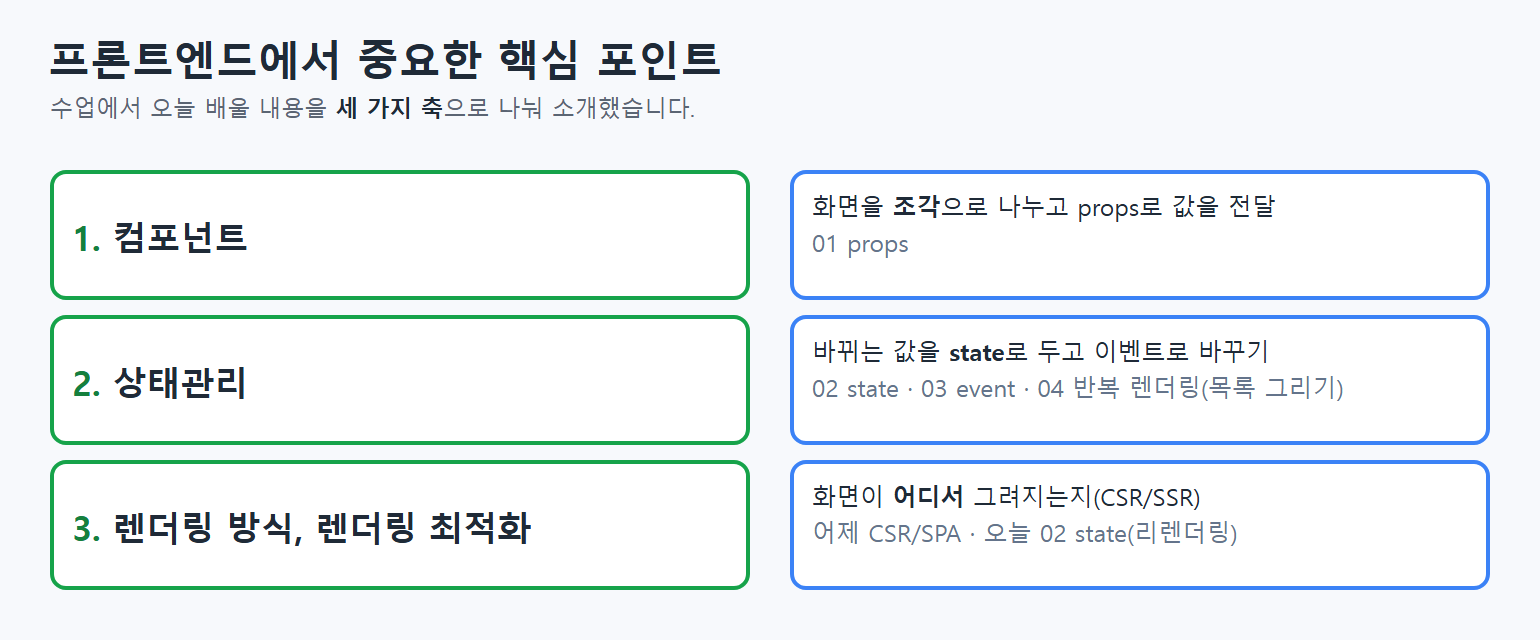 프론트엔드에서 중요한 핵심 포인트
수업에서 오늘 배울 내용을 세 가지 축으로 나눠 소개했습니다.
1. 컴포넌트
화면을 조각으로 나누고 props로 값을 전달
01 props
2. 상태관리
바뀌는 값을 state로 두고 이벤트로 바꾸기
02 state · 03 event · 04 반복 렌더링(목록 그리기)
3. 렌더링 방식, 렌더링 최적화
화면이 어디서 그려지는지(CSR/SSR)
어제 CSR/SPA · 오늘 02 state(리렌더링)